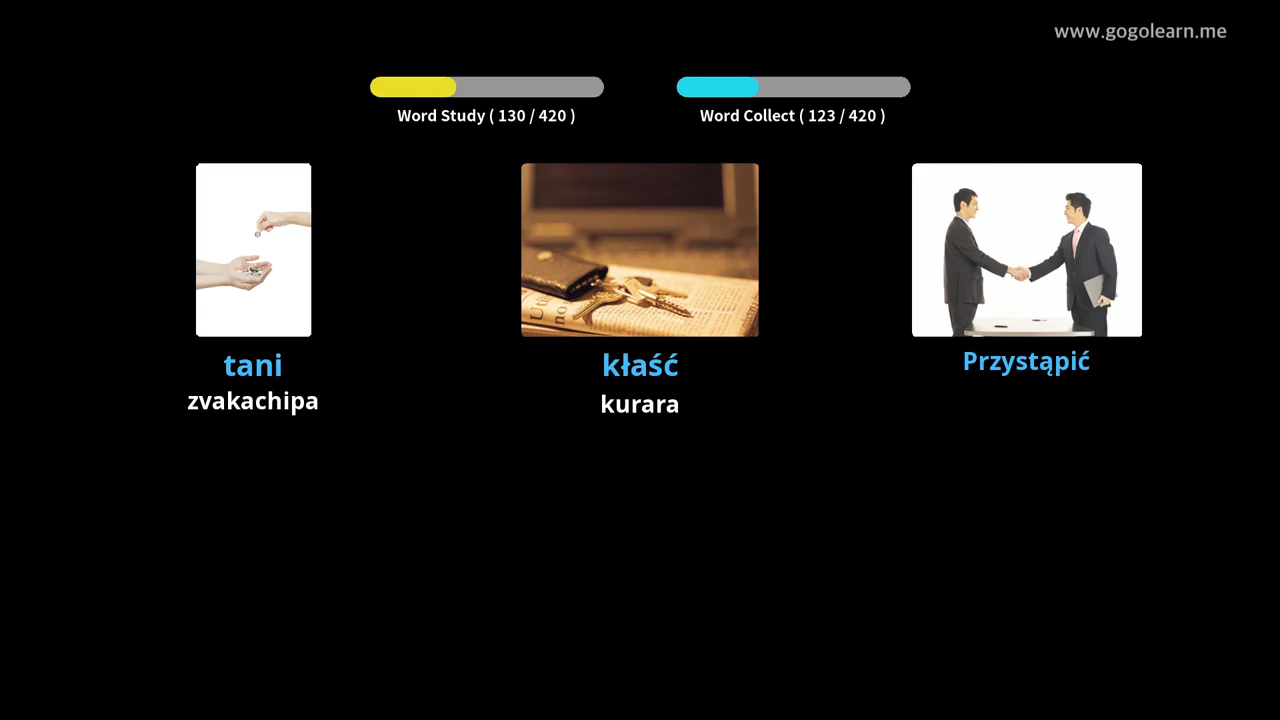 www.gogolearn.me
Word Study ( 130 / 420 )
Word Collect ( 123 / 420 )
tani
zvakachipa
kłaść
kurara
Przystąpić